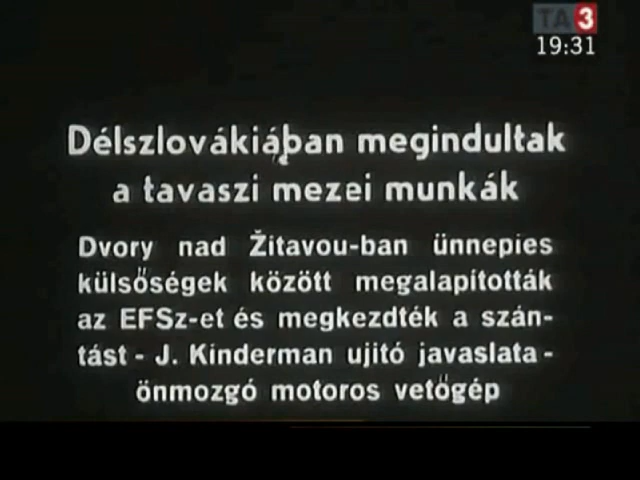 TA3
19:31
Délszlovákiában megindultak
a tavaszi mezei munkák
Dvory nad Žitavou-ban ünnepies
külsőségek között megalapították
az EFSz-et és megkezdték a szán-
tást - J. Kinderman ujitó javaslata -
önmozgó motoros vetőgép